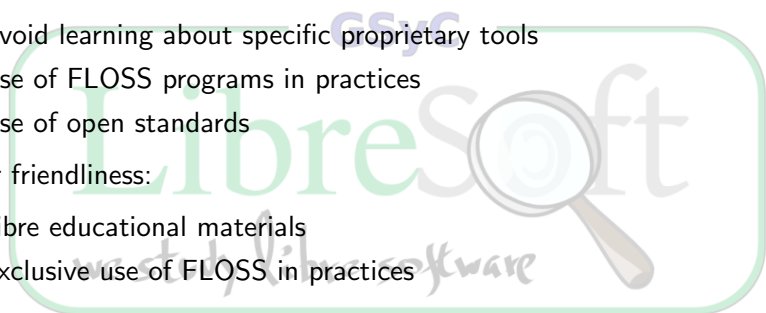 GSyC
void learning about specific proprietary tools
se of FLOSS programs in practices
se of open standards
friendliness:
ibre educational materials
xclusive use of FLOSS in practices
LibreSoft
we study libre software